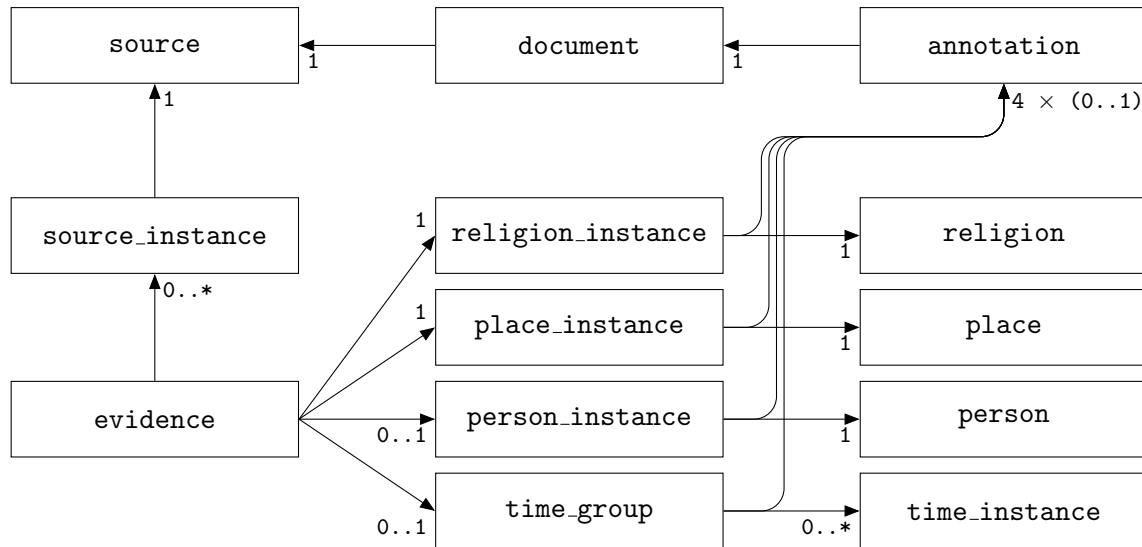 source
1
document
1
annotation
1
4 × (0..1)
source_instance
0..*
1
religion_instance
1
religion
1
place_instance
1
place
evidence
0..1
person_instance
1
person
0..1
time_group
0..*
time_instance